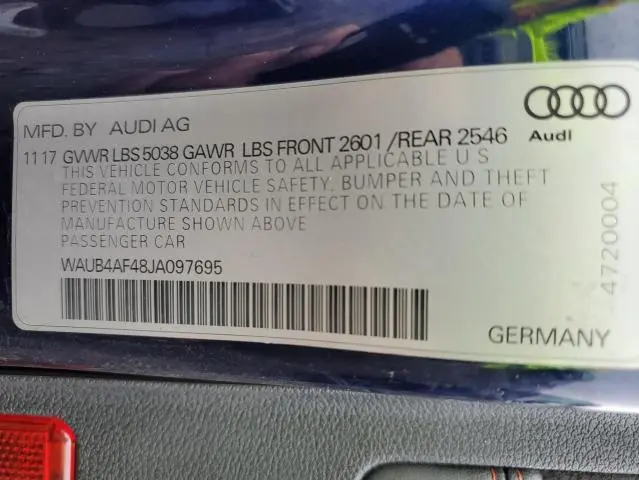 MFD. BY AUDI AG
Audi
11 17 GVWR LBS 5038 GAWR LBS FRONT 2601 /REAR 2546
THIS VEHICLE CONFORMS TO ALL APPLICABLE U S
FEDERAL MOTOR VEHICLE SAFETY, BUMPER AND THEFT
PREVENTION STANDARDS IN EFFECT ON THE DATE OF
MANUFACTURE SHOWN ABOVE
PASSENGER CAR
WAUB4AF48JA097695
GERMANY
4720004